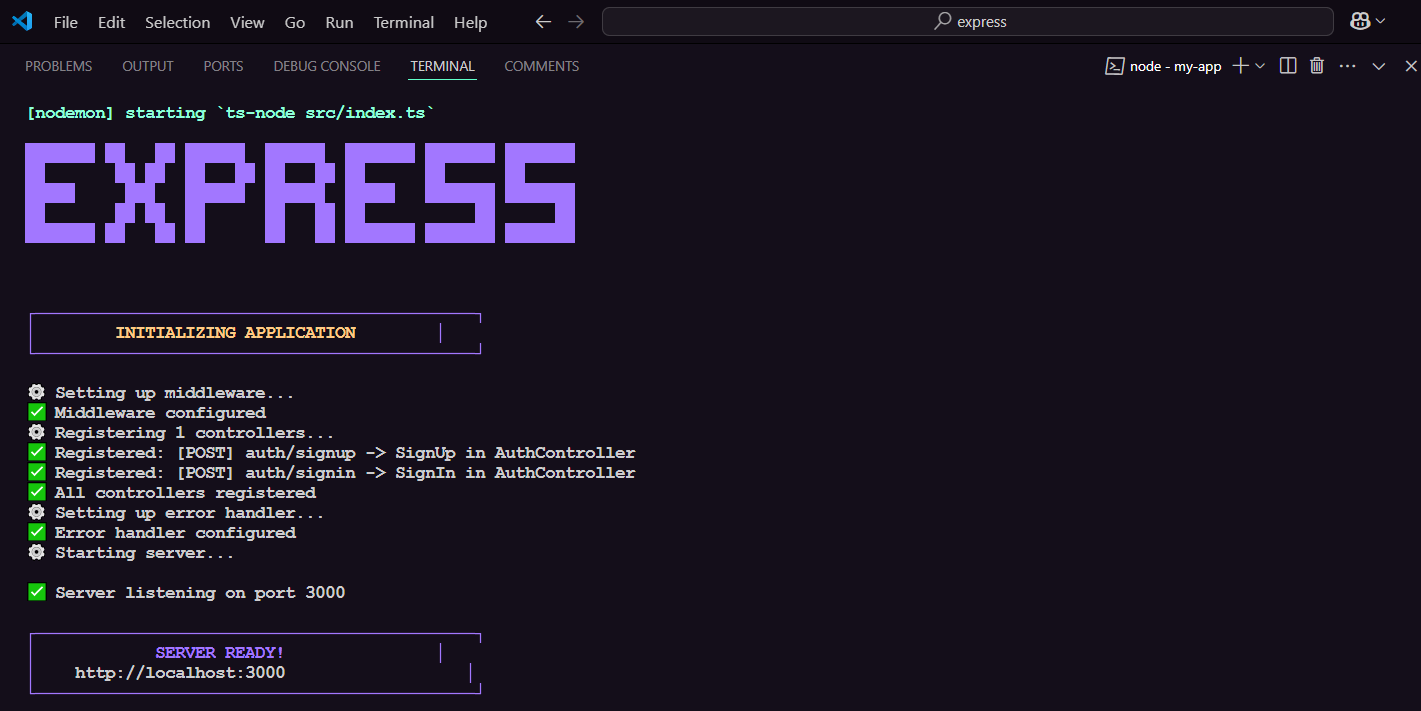 File Edit Selection View Go Run Terminal Help express
PROBLEMS OUTPUT PORTS DEBUG CONSOLE TERMINAL COMMENTS node - my-app
[nodemon] starting `ts-node src/index.ts`
EXPRESS
INITIALIZING APPLICATION
Setting up middleware...
Middleware configured
Registering 1 controllers...
Registered: [POST] auth/signup -> SignUp in AuthController
Registered: [POST] auth/signin -> SignIn in AuthController
All controllers registered
Setting up error handler...
Error handler configured
Starting server...
Server listening on port 3000
SERVER READY!
http://localhost:3000